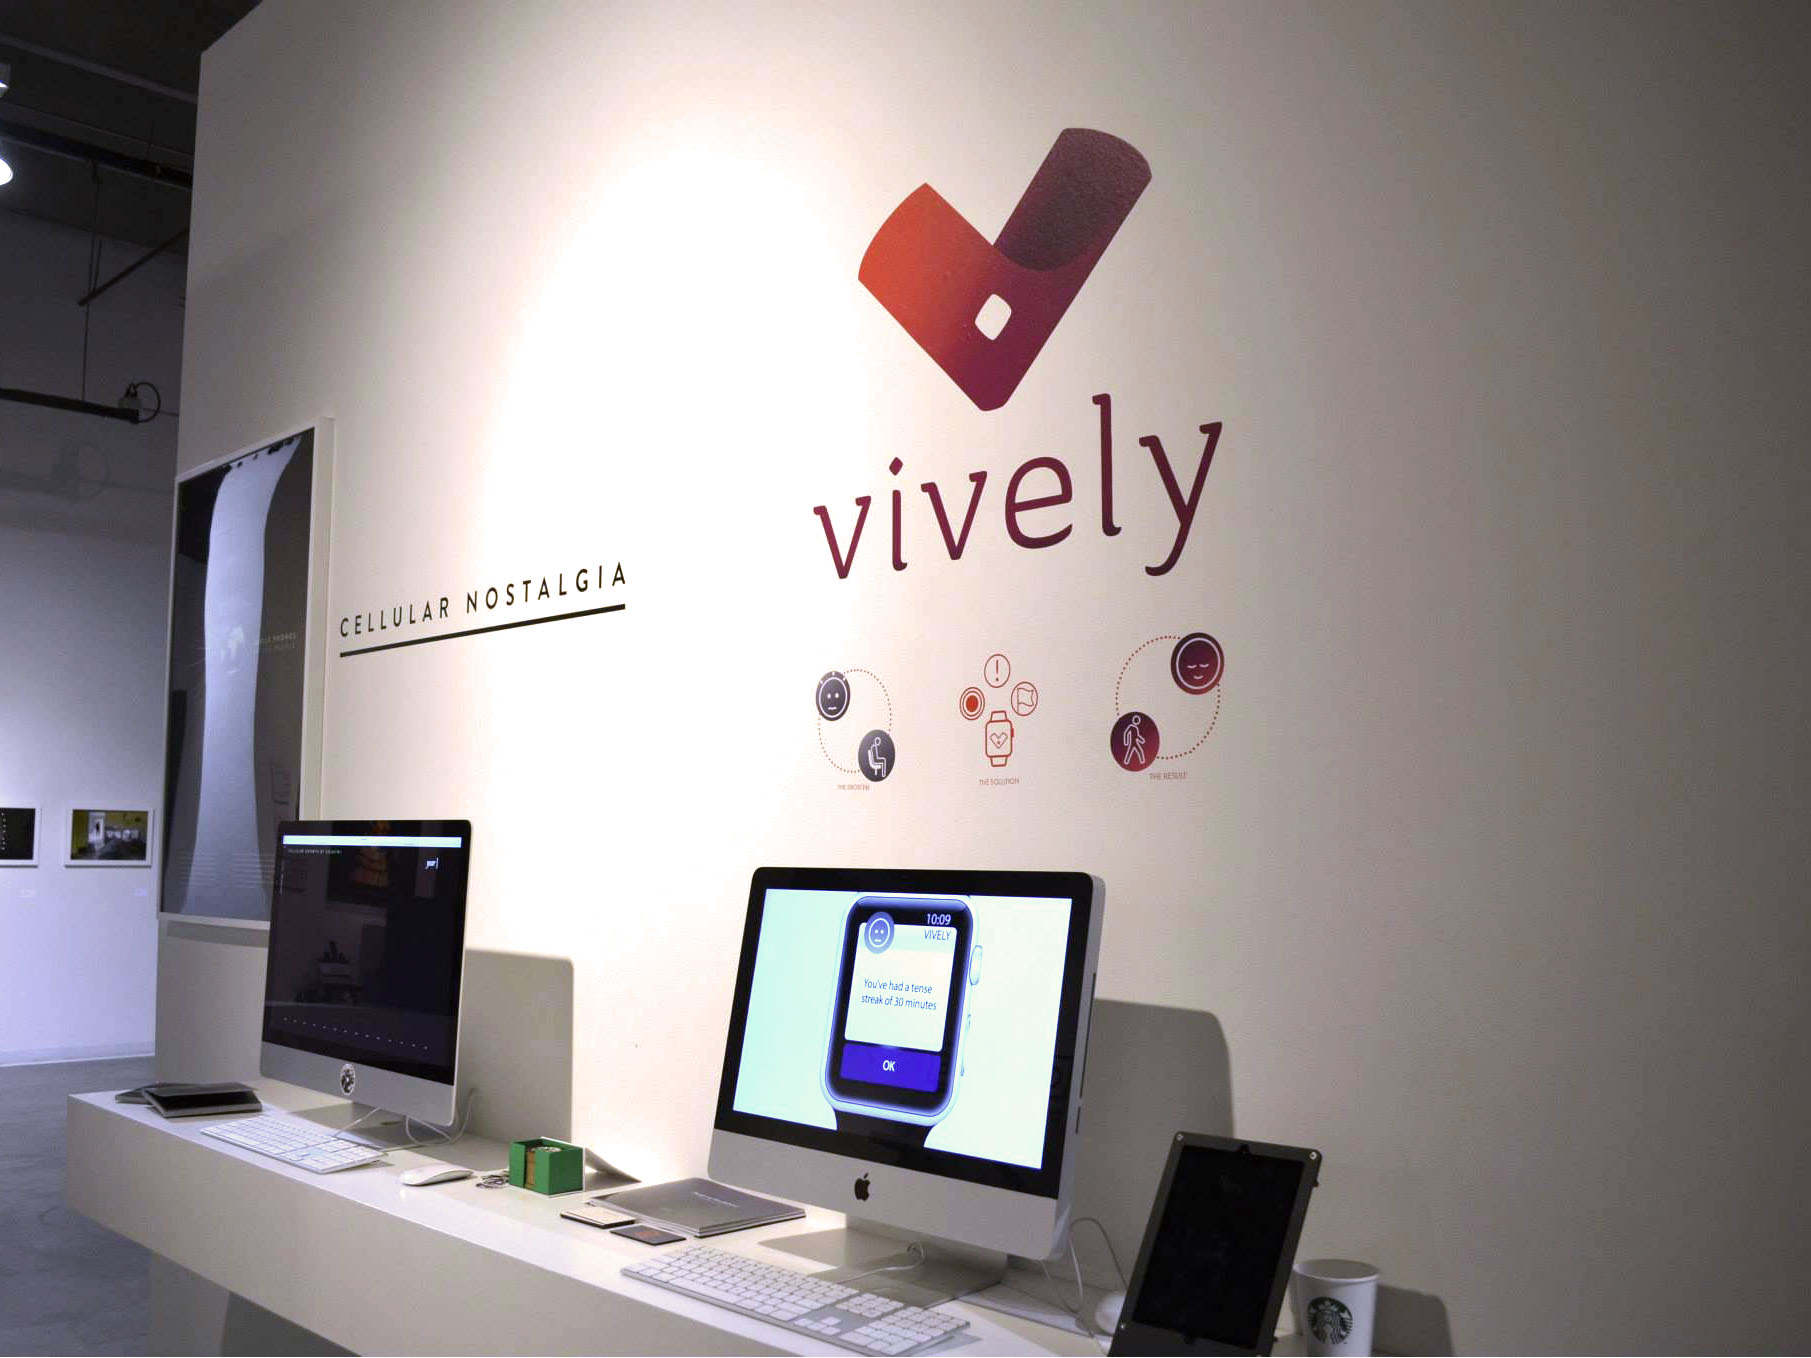 vively
CELLULAR NOSTALGIA
THE PROBLEM
THE SOLUTION
THE RESULT
year
10:09
VIVELY
You've had a tense
streak of 30 minutes
OK